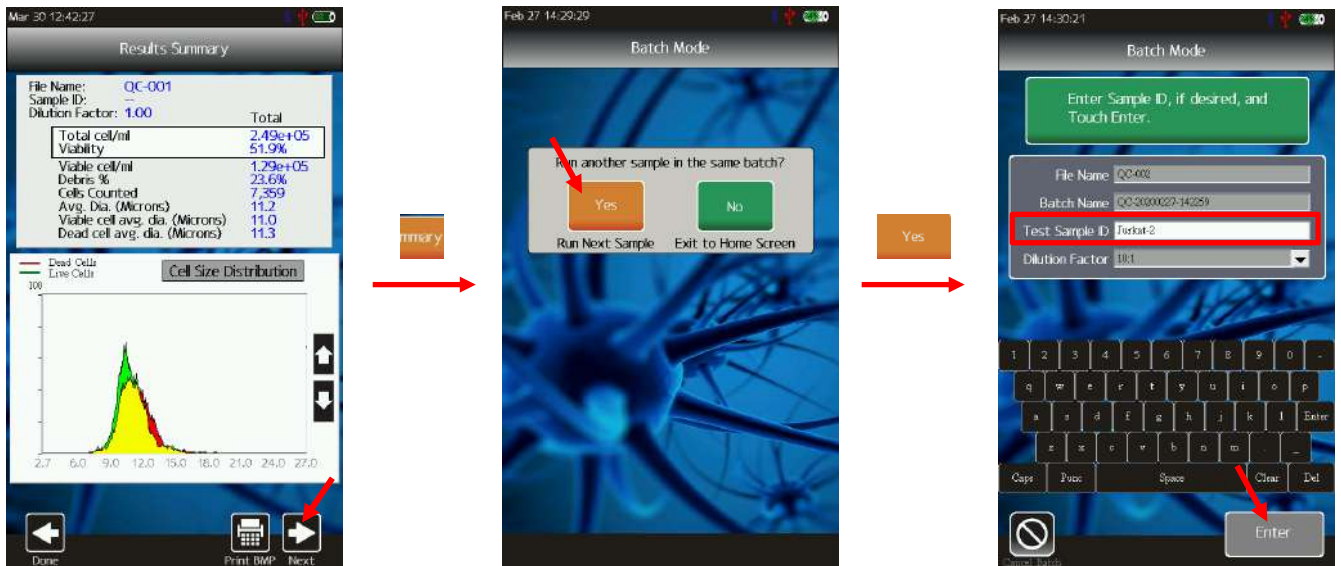 Mar 30 12:42:27
Results Summary
File Name: QC-001
Sample ID: --
Dilution Factor: 1.00 Total
Total cell/ml 2.49e+05
Viability 51.9%
Viable cell/ml 1.29e+05
Debris % 23.6%
Cells Counted 7,359
Avg. Dia. (Microns) 11.2
Viable cell avg. dia. (Microns) 11.0
Dead cell avg. dia. (Microns) 11.3
Dead Cells
Live Cells
Cell Size Distribution
100
2.7 6.0 9.0 12.0 15.0 18.0 21.0 24.0 27.0
Done Print BMP Next
mmary
Feb 27 14:29:29
Batch Mode
Run another sample in the same batch?
Yes No
Run Next Sample Exit to Home Screen
Yes
Feb 27 14:30:21
Batch Mode
Enter Sample ID, if desired, and
Touch Enter.
File Name QC-002
Batch Name QC-20200227-142259
Test Sample ID Jurkat-2
Dilution Factor 10:1
1 2 3 4 5 6 7 8 9 0 -
q w e r t y u i o p
a s d f g h j k l Enter
z x c v b n m . _
Caps Punc Space Clear Del
Enter
Cancel Batch